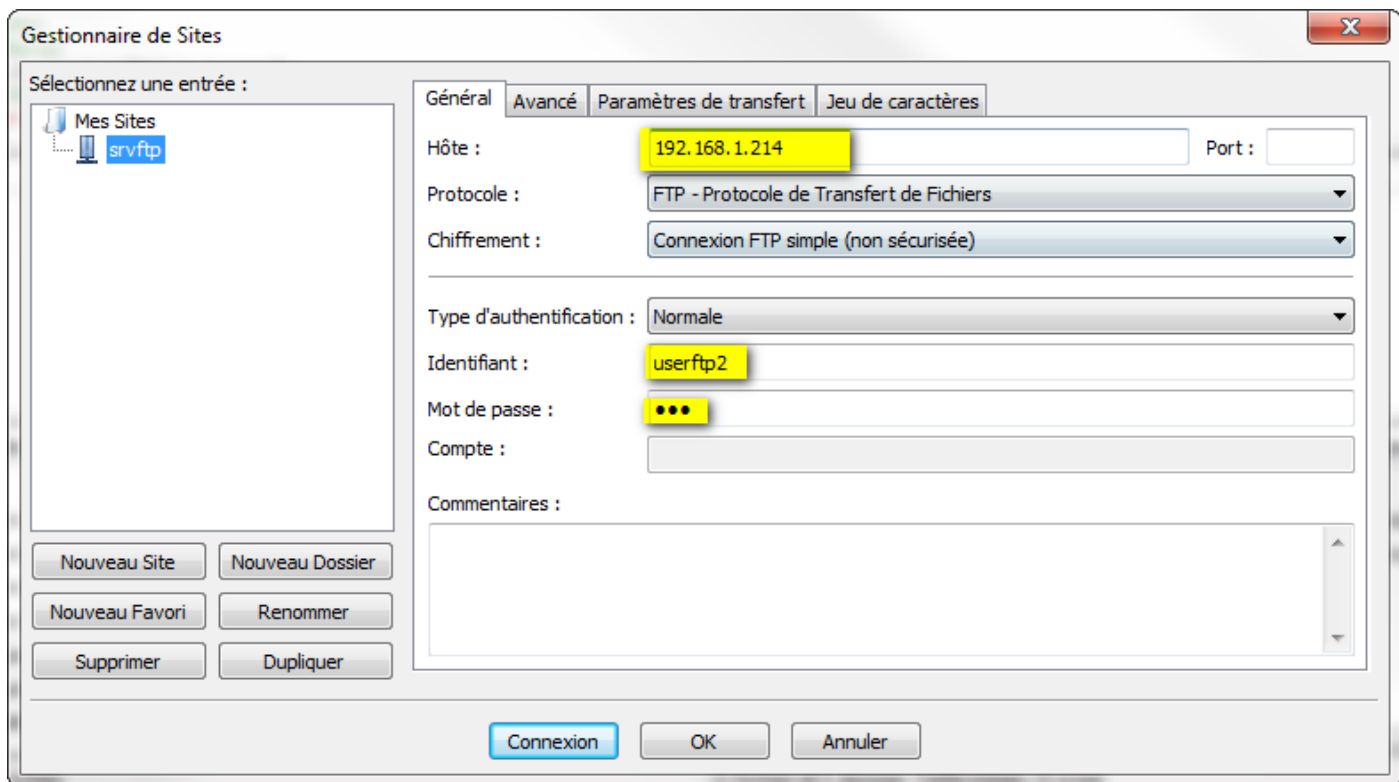 Gestionnaire de Sites
Sélectionnez une entrée :
Mes Sites
srvftp
Nouveau Site
Nouveau Dossier
Nouveau Favori
Renommer
Supprimer
Dupliquer
Général
Avancé
Paramètres de transfert
Jeu de caractères
Hôte :
192.168.1.214
Port :
Protocole :
FTP - Protocole de Transfert de Fichiers
Chiffrement :
Connexion FTP simple (non sécurisée)
Type d'authentification :
Normale
Identifiant :
userftp2
Mot de passe :
●●●
Compte :
Commentaires :
Connexion
OK
Annuler